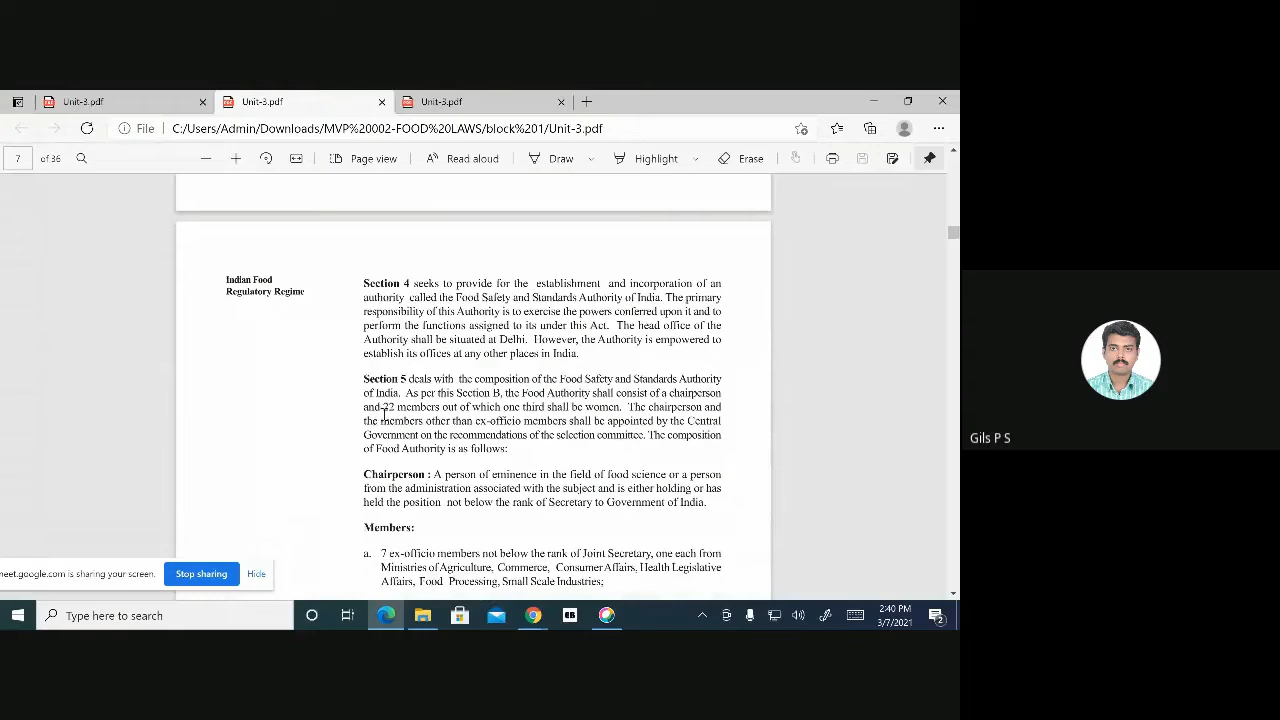 Unit-3.pdf
Unit-3.pdf
Unit-3.pdf
File
C:/Users/Admin/Downloads/MVP%20002-FOOD%20LAWS/block%201/Unit-3.pdf
7 of 36
Page view
Read aloud
Draw
Highlight
Erase
Indian Food
Regulatory Regime
Section 4 seeks to provide for the establishment and incorporation of an
authority called the Food Safety and Standards Authority of India. The primary
responsibility of this Authority is to exercise the powers conferred upon it and to
perform the functions assigned to its under this Act. The head office of the
Authority shall be situated at Delhi. However, the Authority is empowered to
establish its offices at any other places in India.
Section 5 deals with the composition of the Food Safety and Standards Authority
of India. As per this Section B, the Food Authority shall consist of a chairperson
and 22 members out of which one third shall be women. The chairperson and
the members other than ex-officio members shall be appointed by the Central
Government on the recommendations of the selection committee. The composition
of Food Authority is as follows:
Chairperson : A person of eminence in the field of food science or a person
from the administration associated with the subject and is either holding or has
held the position not below the rank of Secretary to Government of India.
Members:
a. 7 ex-officio members not below the rank of Joint Secretary, one each from
Ministries of Agriculture, Commerce, Consumer Affairs, Health Legislative
Affairs, Food Processing, Small Scale Industries;
meet.google.com is sharing your screen.
Stop sharing
Hide
Type here to search
2:40 PM
3/7/2021
2
Gils P S